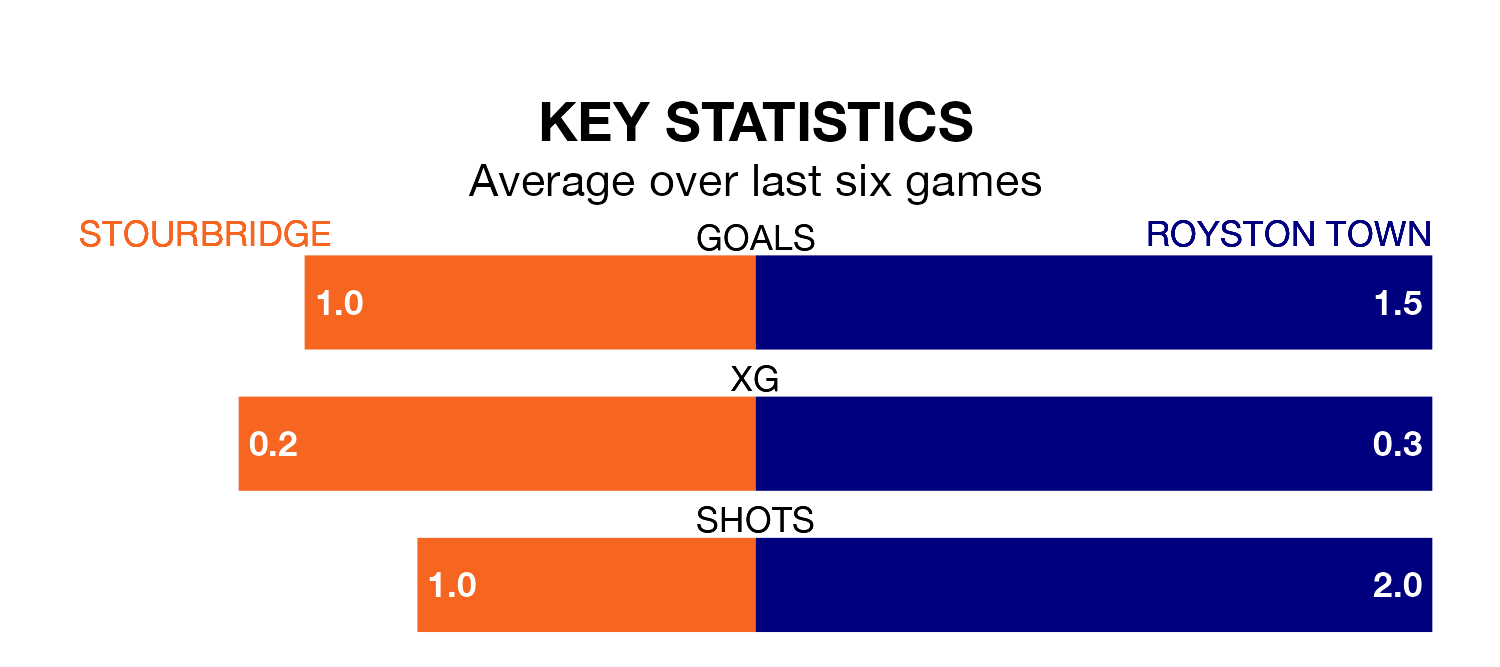 KEY STATISTICS
Average over last six games
STOURBRIDGE
GOALS
ROYSTON TOWN
1.0
1.5
XG
0.2
0.3
SHOTS
1.0
2.0